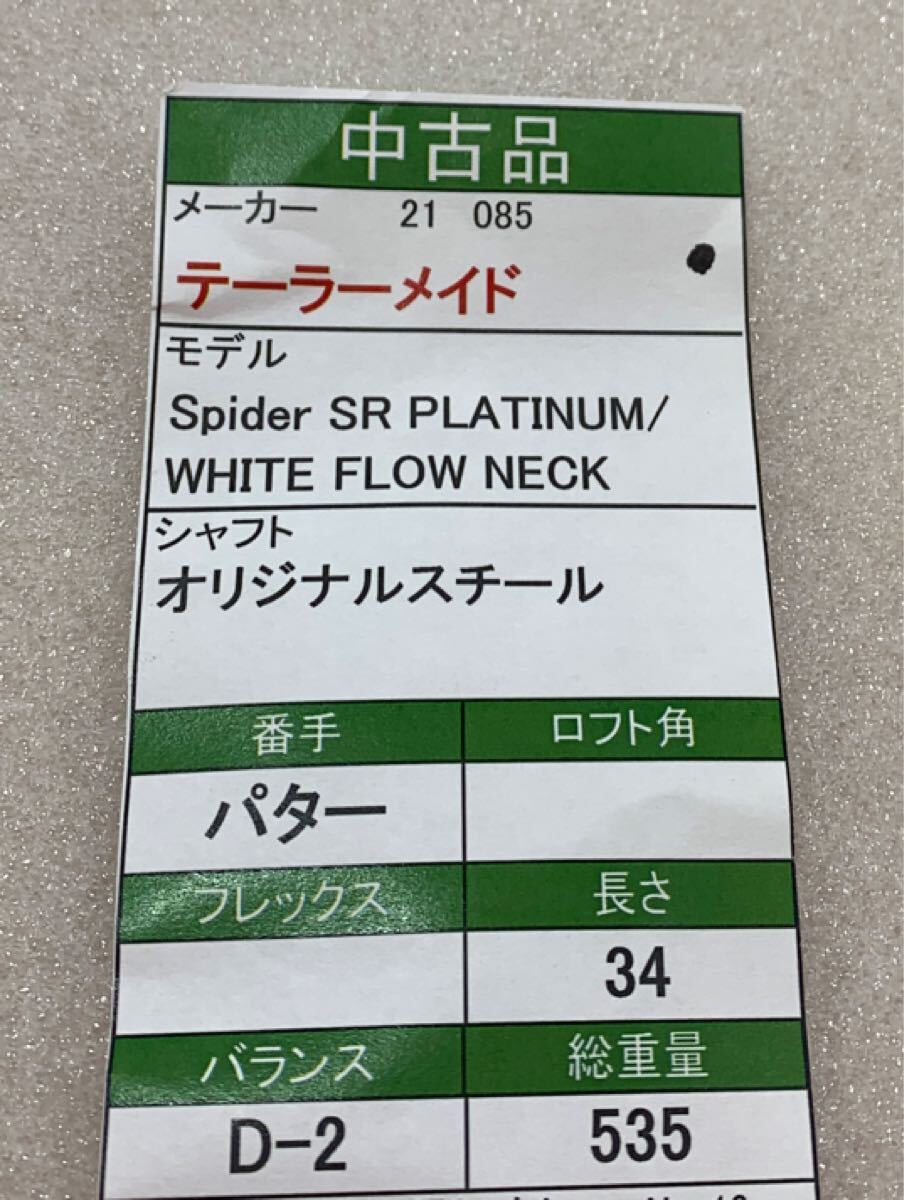 中古品
メーカー 21 085
テーラーメイド
モデル
Spider SR PLATINUM/
WHITE FLOW NECK
シャフト
オリジナルスチール
番手 ロフト角
パター
フレックス 長さ
34
バランス 総重量
D-2 535